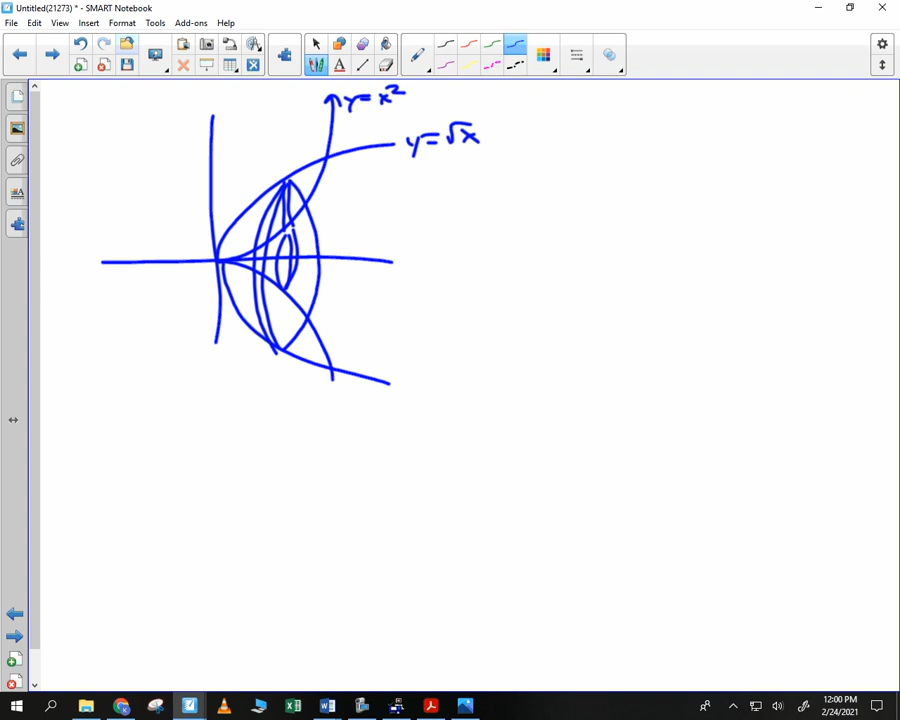 Untitled(21273) * - SMART Notebook
File Edit View Insert Format Tools Add-ons Help
y = x²
y = √x
12:00 PM
2/24/2021